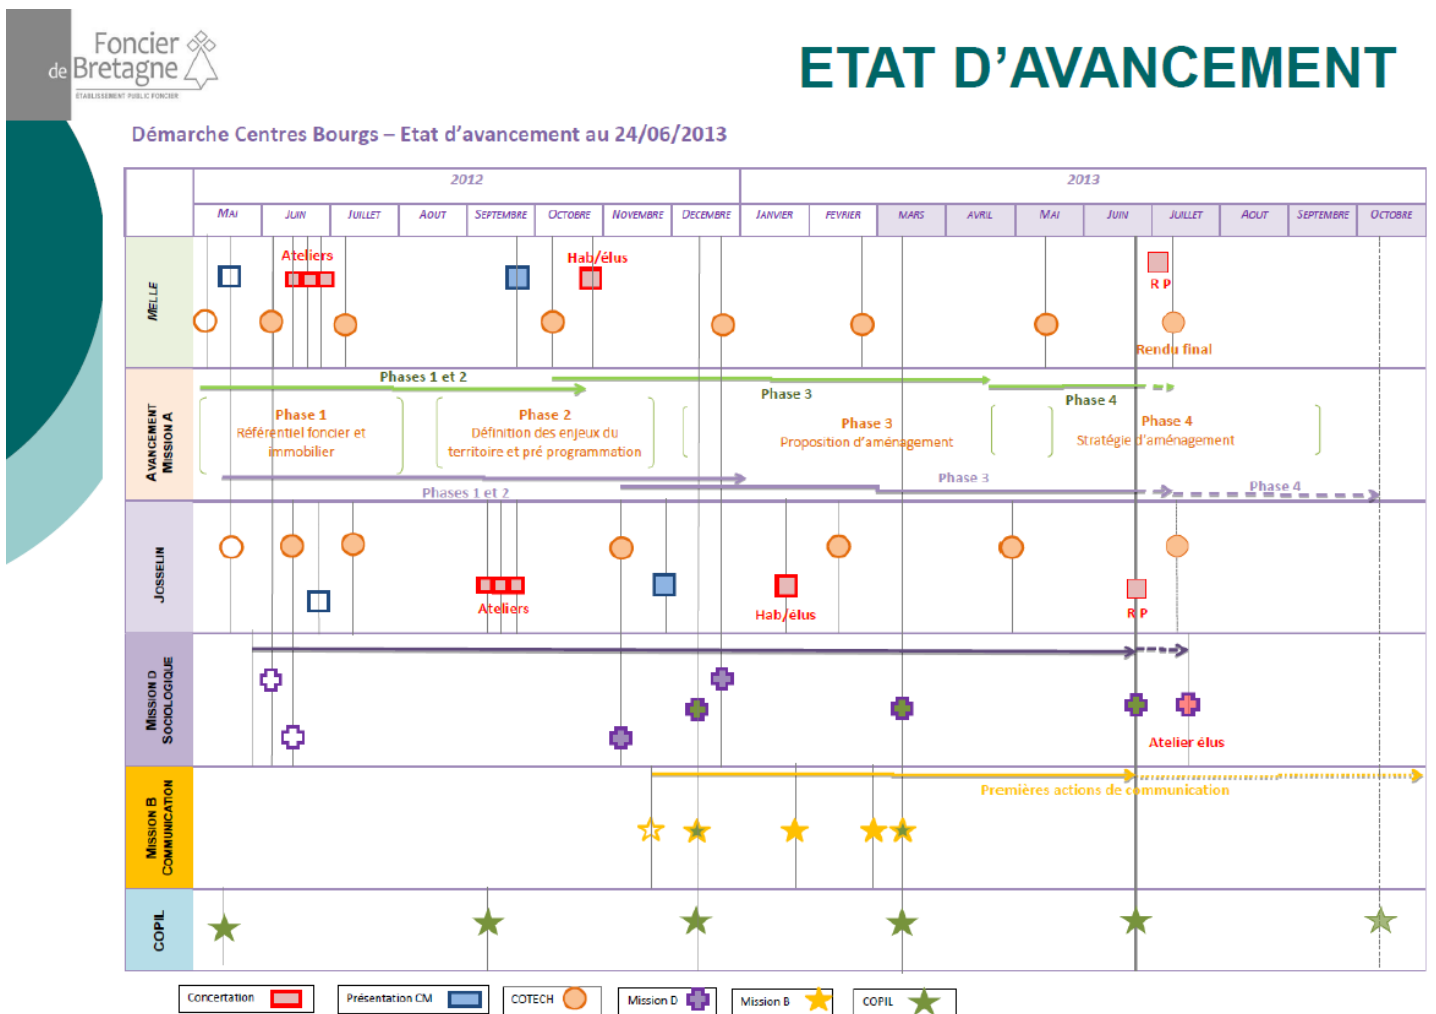 Foncier
de Bretagne
ÉTABLISSEMENT PUBLIC FONCIER
ETAT D'AVANCEMENT
Démarche Centres Bourgs – Etat d'avancement au 24/06/2013
2012
2013
MAI
JUIN
JUILLET
AOUT
SEPTEMBRE
OCTOBRE
NOVEMBRE
DECEMBRE
JANVIER
FEVRIER
MARS
AVRIL
MAI
JUIN
JUILLET
AOUT
SEPTEMBRE
OCTOBRE
MELLE
Ateliers
Hab/élus
R P
Rendu final
AVANCEMENT
MISSION A
Phases 1 et 2
Phase 3
Phase 4
Phase 1
Référentiel foncier et
immobilier
Phase 2
Définition des enjeux du
territoire et pré programmation
Phase 3
Proposition d'aménagement
Phase 4
Stratégie d'aménagement
Phases 1 et 2
Phase 3
Phase 4
JOSSELIN
Ateliers
Hab/élus
R P
MISSION D
SOCIOLOGIQUE
Atelier élus
MISSION B
COMMUNICATION
Premières actions de communication
COPIL
Concertation
Présentation CM
COTECH
Mission D
Mission B
COPIL